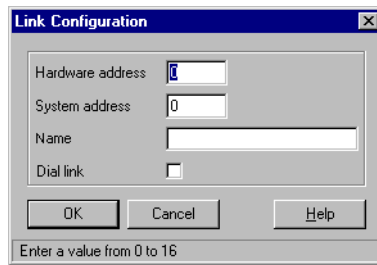 Link Configuration
Hardware address 0
System address 0
Name
Dial link
OK Cancel Help
Enter a value from 0 to 16